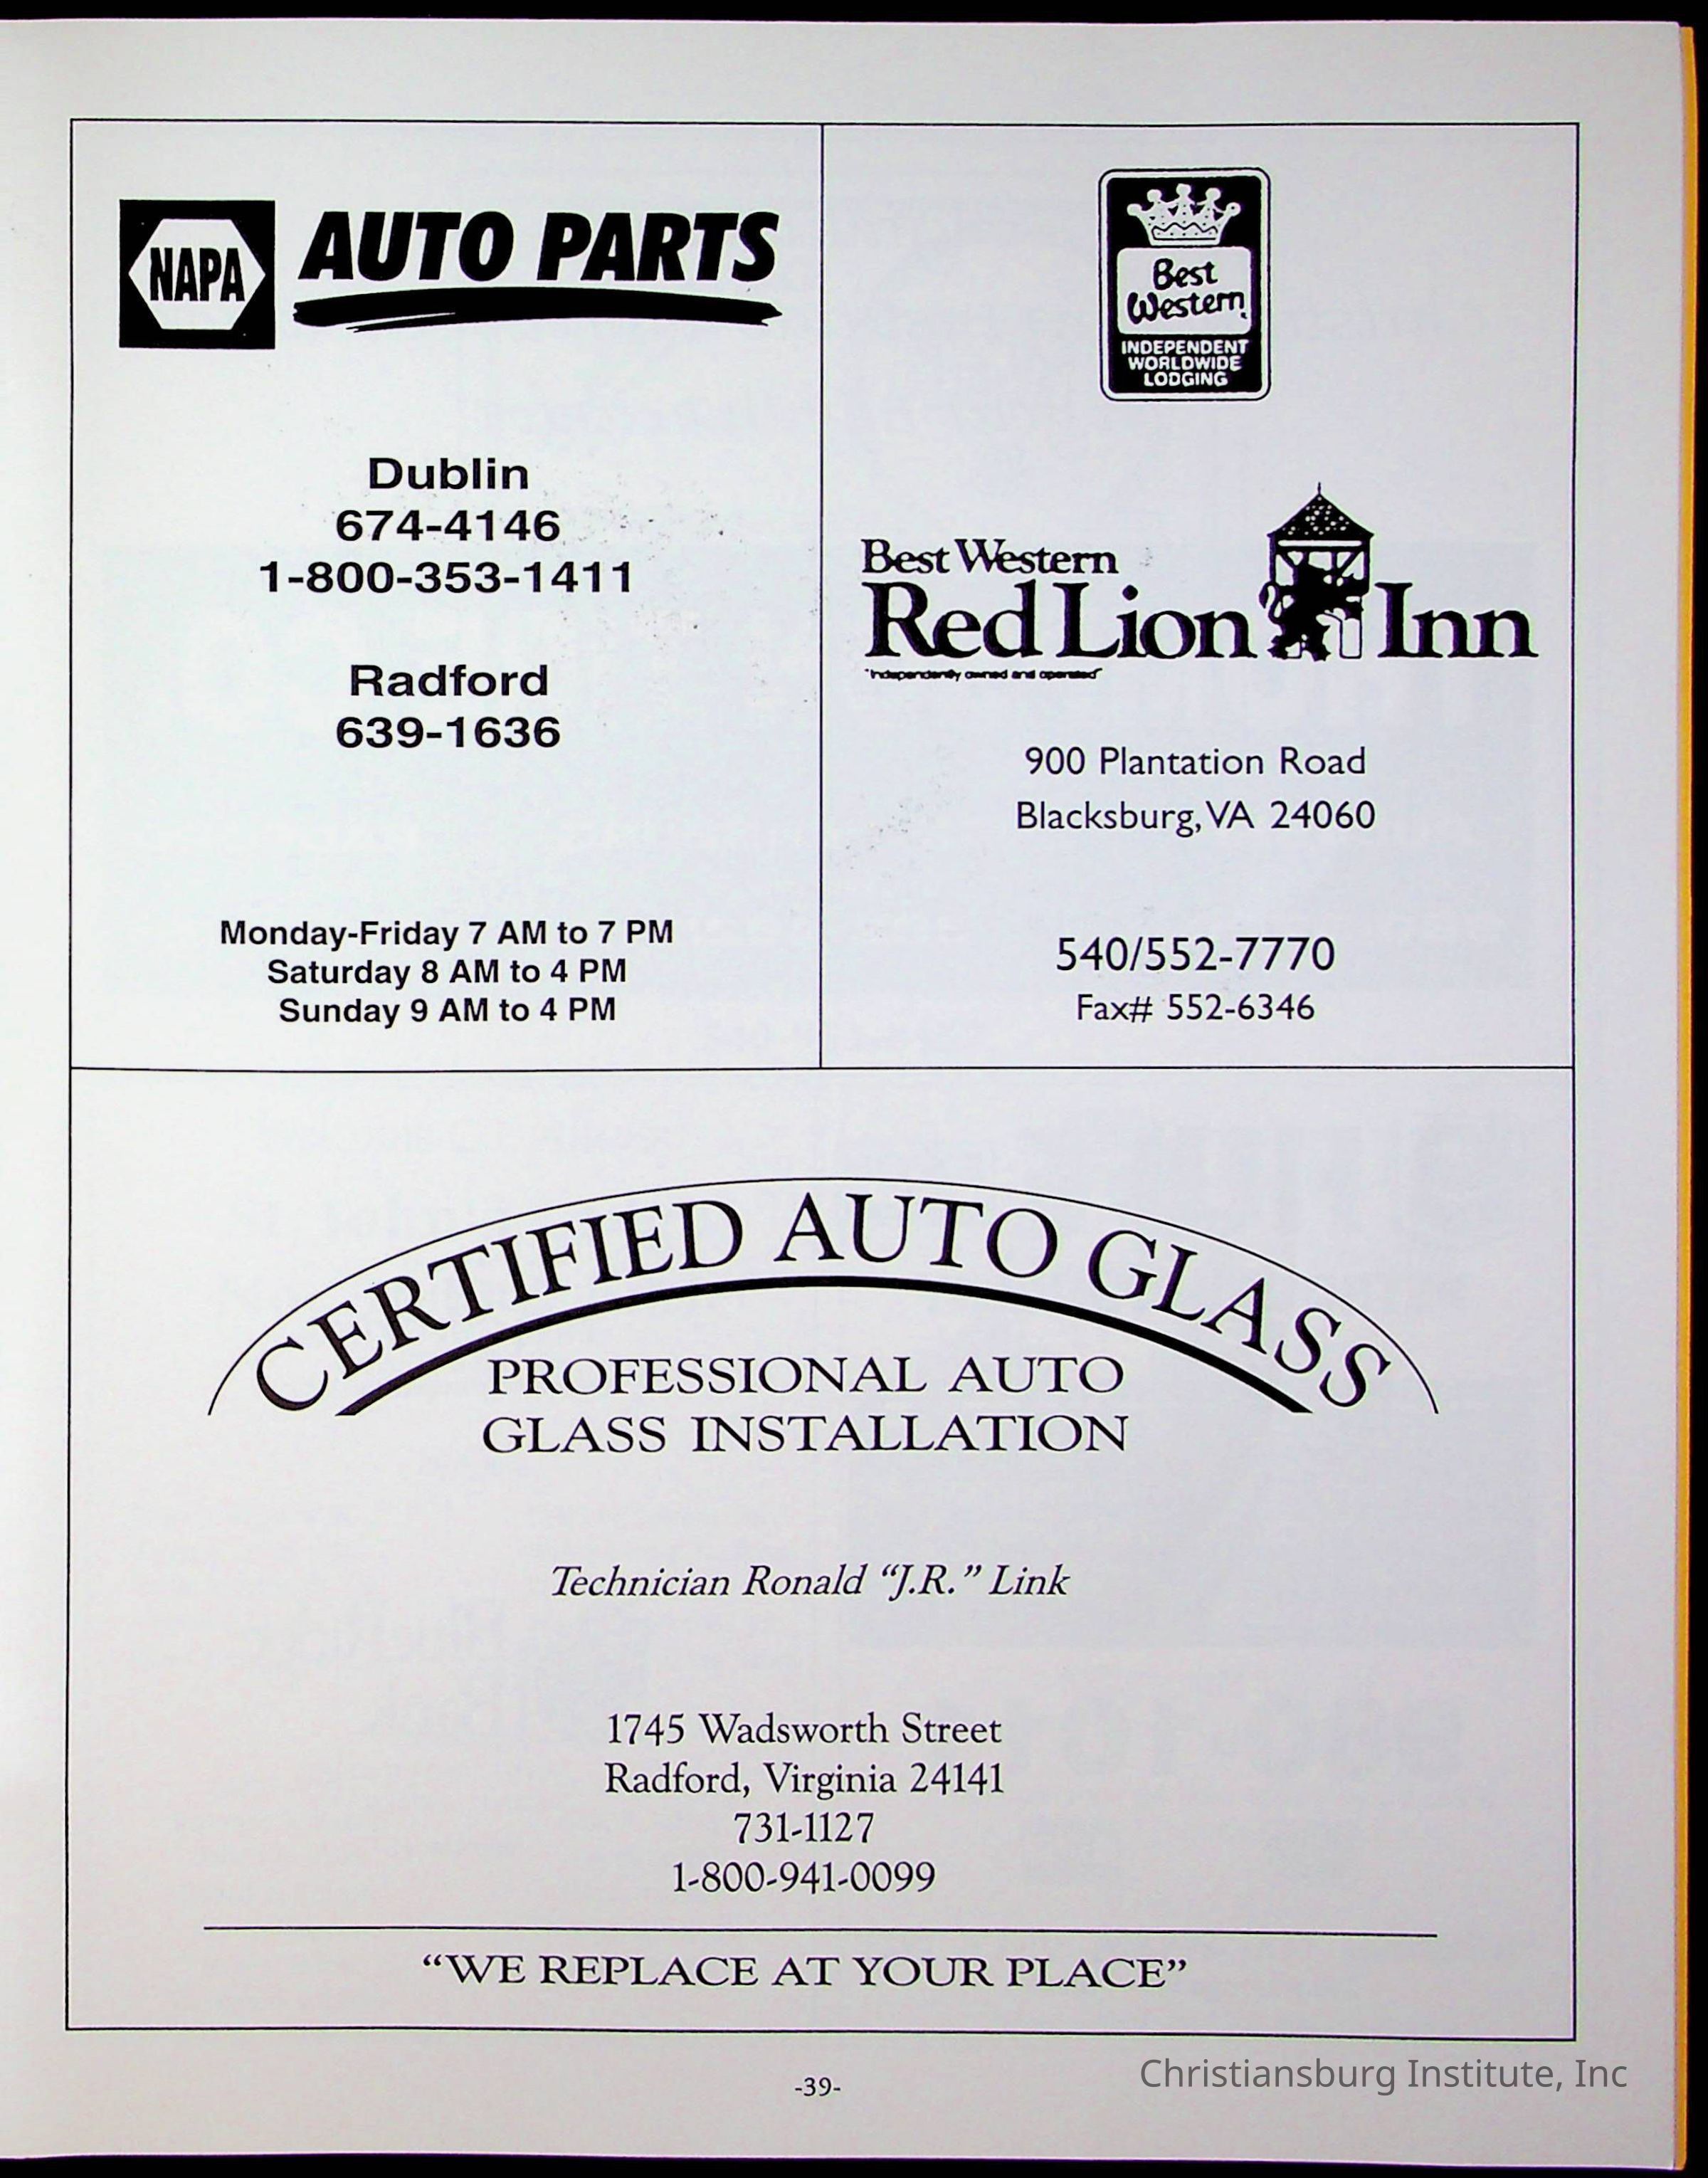 NAPA AUTO PARTS
Dublin
674-4146
1-800-353-1411
Radford
639-1636
Monday-Friday 7 AM to 7 PM
Saturday 8 AM to 4 PM
Sunday 9 AM to 4 PM
Best
Western
INDEPENDENT
WORLDWIDE
LODGING
Best Western
Red Lion Inn
"Independently owned and operated"
900 Plantation Road
Blacksburg, VA 24060
540/552-7770
Fax# 552-6346
CERTIFIED AUTO GLASS
PROFESSIONAL AUTO
GLASS INSTALLATION
Technician Ronald “J.R.” Link
1745 Wadsworth Street
Radford, Virginia 24141
731-1127
1-800-941-0099
“WE REPLACE AT YOUR PLACE”
-39-
Christiansburg Institute, Inc